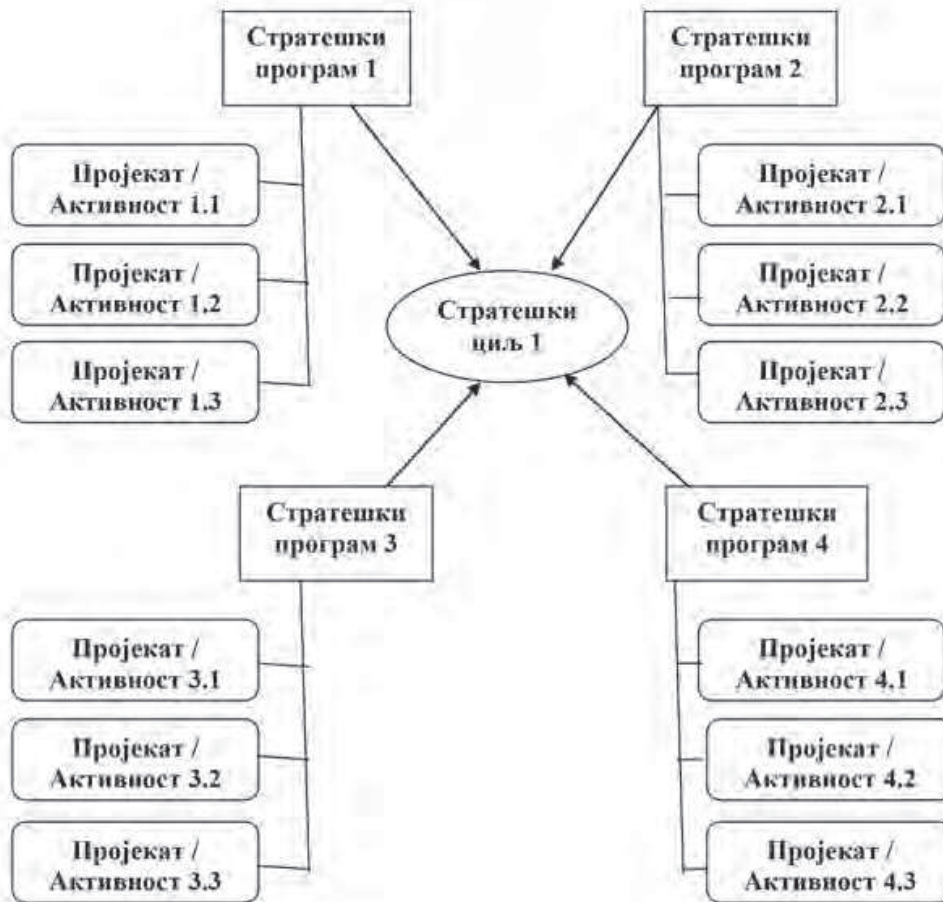 Стратешки
програм 1
Стратешки
програм 2
Пројекат /
Активност 1.1
Пројекат /
Активност 1.2
Пројекат /
Активност 1.3
Пројекат /
Активност 2.1
Пројекат /
Активност 2.2
Пројекат /
Активност 2.3
Стратешки
циљ 1
Стратешки
програм 3
Стратешки
програм 4
Пројекат /
Активност 3.1
Пројекат /
Активност 3.2
Пројекат /
Активност 3.3
Пројекат /
Активност 4.1
Пројекат /
Активност 4.2
Пројекат /
Активност 4.3